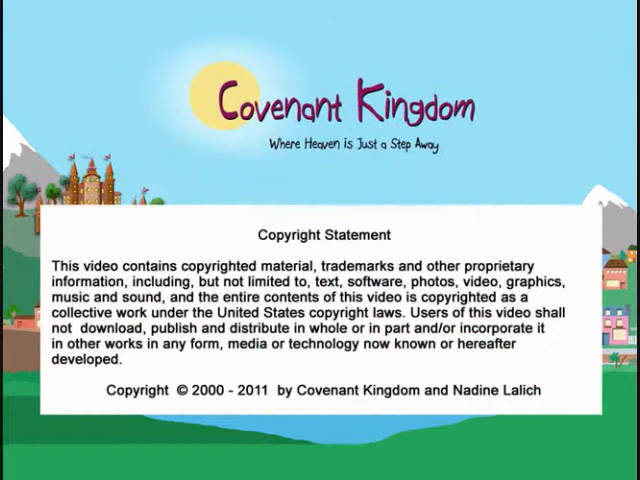 Covenant Kingdom
Where Heaven is Just a Step Away
Copyright Statement
This video contains copyrighted material, trademarks and other proprietary
information, including, but not limited to, text, software, photos, video, graphics,
music and sound, and the entire contents of this video is copyrighted as a
collective work under the United States copyright laws. Users of this video shall
not download, publish and distribute in whole or in part and/or incorporate it
in other works in any form, media or technology now known or hereafter
developed.
Copyright © 2000 - 2011 by Covenant Kingdom and Nadine Lalich